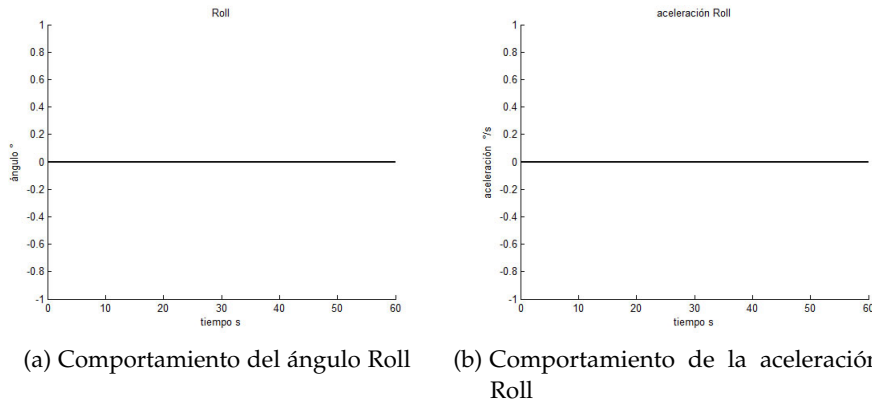 Roll
1
0.8
0.6
0.4
0.2
0
-0.2
-0.4
-0.6
-0.8
-1
ángulo °
0 10 20 30 40 50 60
tiempo s
(a) Comportamiento del ángulo Roll
aceleración Roll
1
0.8
0.6
0.4
0.2
0
-0.2
-0.4
-0.6
-0.8
-1
aceleración °/s
0 10 20 30 40 50 60
tiempo s
(b) Comportamiento de la aceleración
Roll